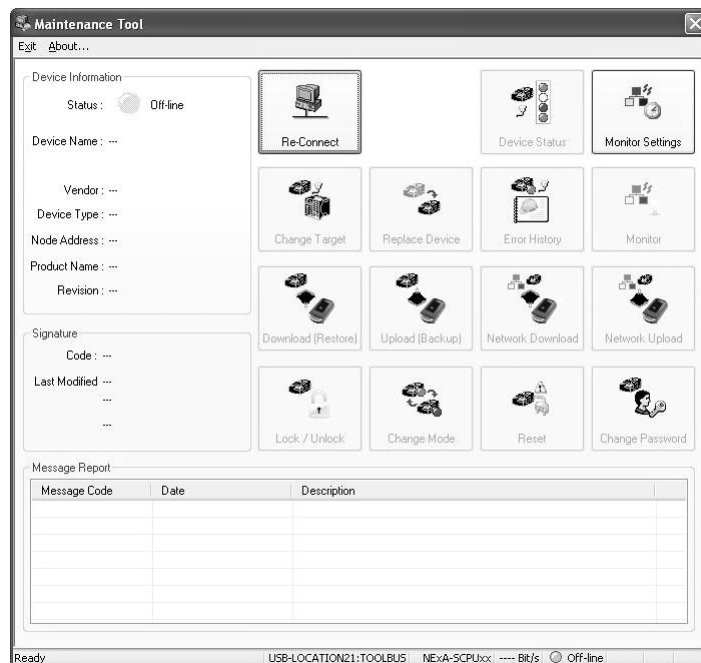 Maintenance Tool
Exit About...
Device Information
Status : Off-line
Device Name : ---
Vendor : ---
Device Type : ---
Node Address : ---
Product Name : ---
Revision : ---
Signature
Code : ---
Last Modified ---
---
---
Re-Connect
Device Status
Monitor Settings
Change Target
Replace Device
Error History
Monitor
Download (Restore)
Upload (Backup)
Network Download
Network Upload
Lock / Unlock
Change Mode
Reset
Change Password
Message Report
Message Code Date Description
Ready USB-LOCATION21:TOOLBUS NExA-SCPUxx ---- Bit/s Off-line